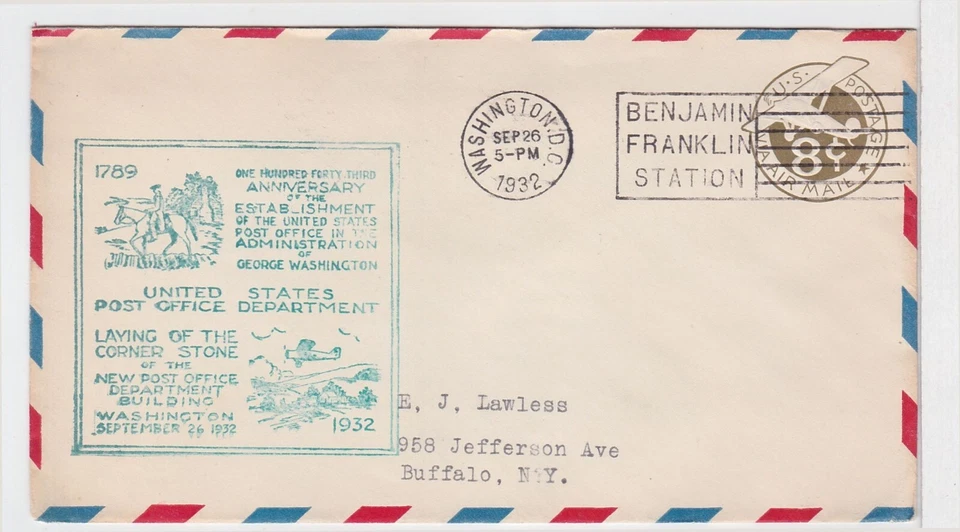 WASHINGTON, D.C.
SEP 26
5-PM
1932
BENJAMIN
FRANKLIN
STATION
U.S. POSTAGE
8¢
VIA AIR MAIL
1789
ONE HUNDRED FORTY THIRD
ANNIVERSARY
OF THE
ESTABLISHMENT
OF THE UNITED STATES
POST OFFICE IN THE
ADMINISTRATION
OF
GEORGE WASHINGTON
UNITED STATES
POST OFFICE DEPARTMENT
LAYING OF THE
CORNER STONE
OF THE
NEW POST OFFICE
DEPARTMENT
BUILDING
WASHINGTON
SEPTEMBER 26 1932
1932
E, J, Lawless
958 Jefferson Ave
Buffalo, N.Y.